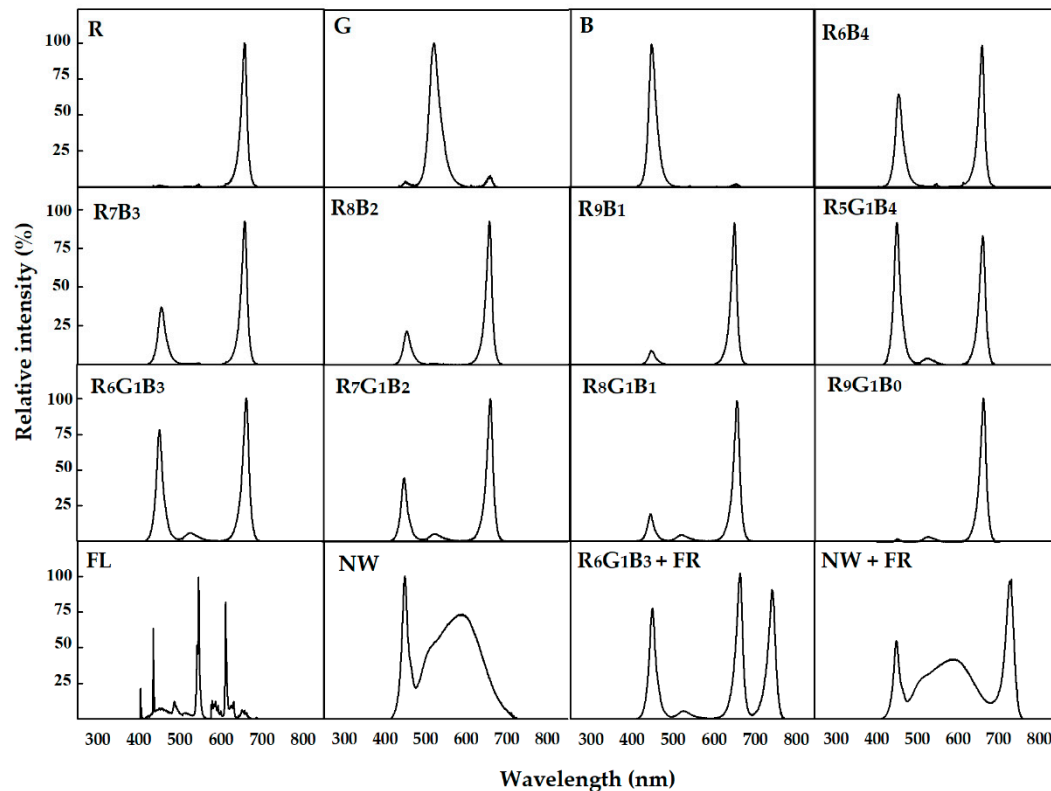 R G B R6B4
100
75
50
25
R7B3 R8B2 R9B1 R5G1B4
100
75
50
25
Relative intensity (%)
R6G1B3 R7G1B2 R8G1B1 R9G1B0
100
75
50
25
FL NW R6G1B3 + FR NW + FR
100
75
50
25
300 400 500 600 700 800 300 400 500 600 700 800 300 400 500 600 700 800 300 400 500 600 700 800
Wavelength (nm)